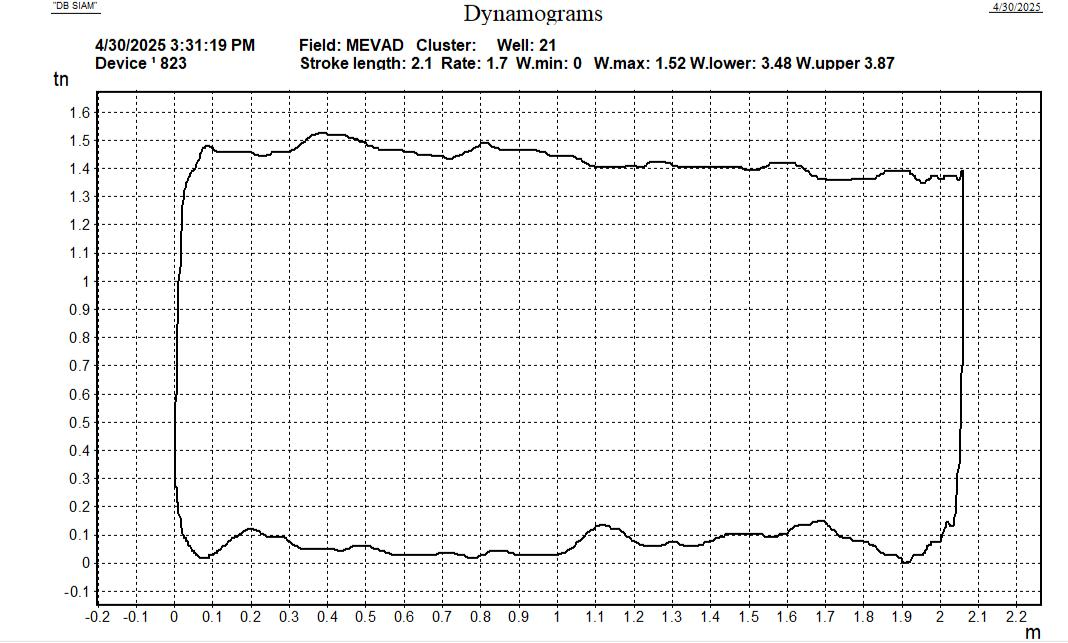 "DB SIAM"
4/30/2025
Dynamograms
4/30/2025 3:31:19 PM Field: MEVAD Cluster: Well: 21
Device ¹ 823 Stroke length: 2.1 Rate: 1.7 W.min: 0 W.max: 1.52 W.lower: 3.48 W.upper 3.87
tn
1.6
1.5
1.4
1.3
1.2
1.1
1
0.9
0.8
0.7
0.6
0.5
0.4
0.3
0.2
0.1
0
-0.1
-0.2 -0.1 0 0.1 0.2 0.3 0.4 0.5 0.6 0.7 0.8 0.9 1 1.1 1.2 1.3 1.4 1.5 1.6 1.7 1.8 1.9 2 2.1 2.2
m